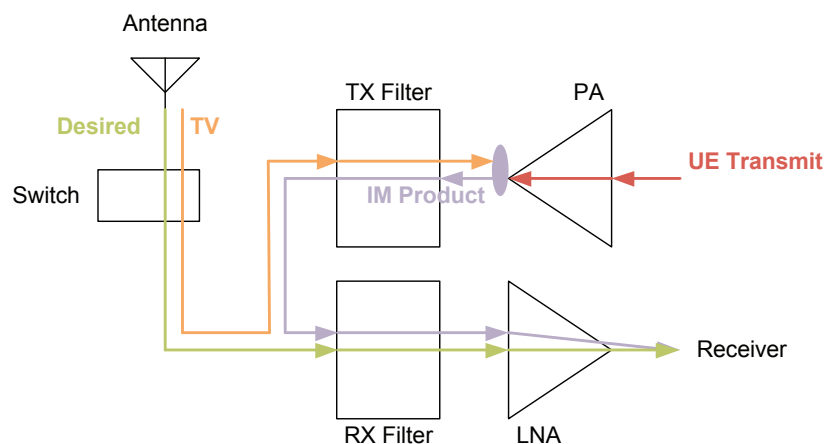 Antenna
TX Filter
PA
Desired
TV
UE Transmit
Switch
IM Product
Receiver
RX Filter
LNA